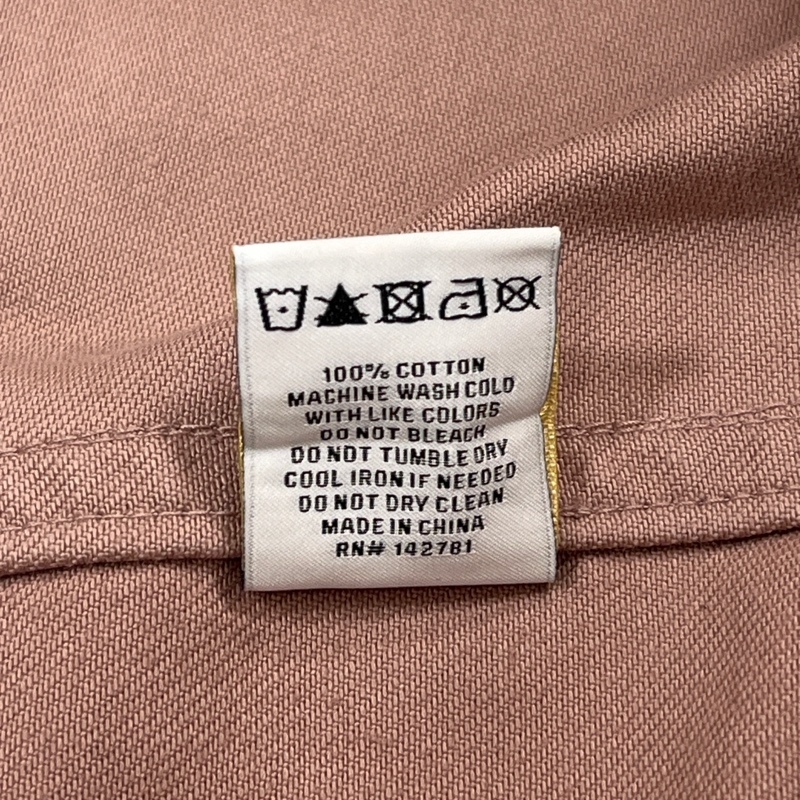 100% COTTON
MACHINE WASH COLD
WITH LIKE COLORS
DO NOT BLEACH
DO NOT TUMBLE DRY
COOL IRON IF NEEDED
DO NOT DRY CLEAN
MADE IN CHINA
RN# 142781